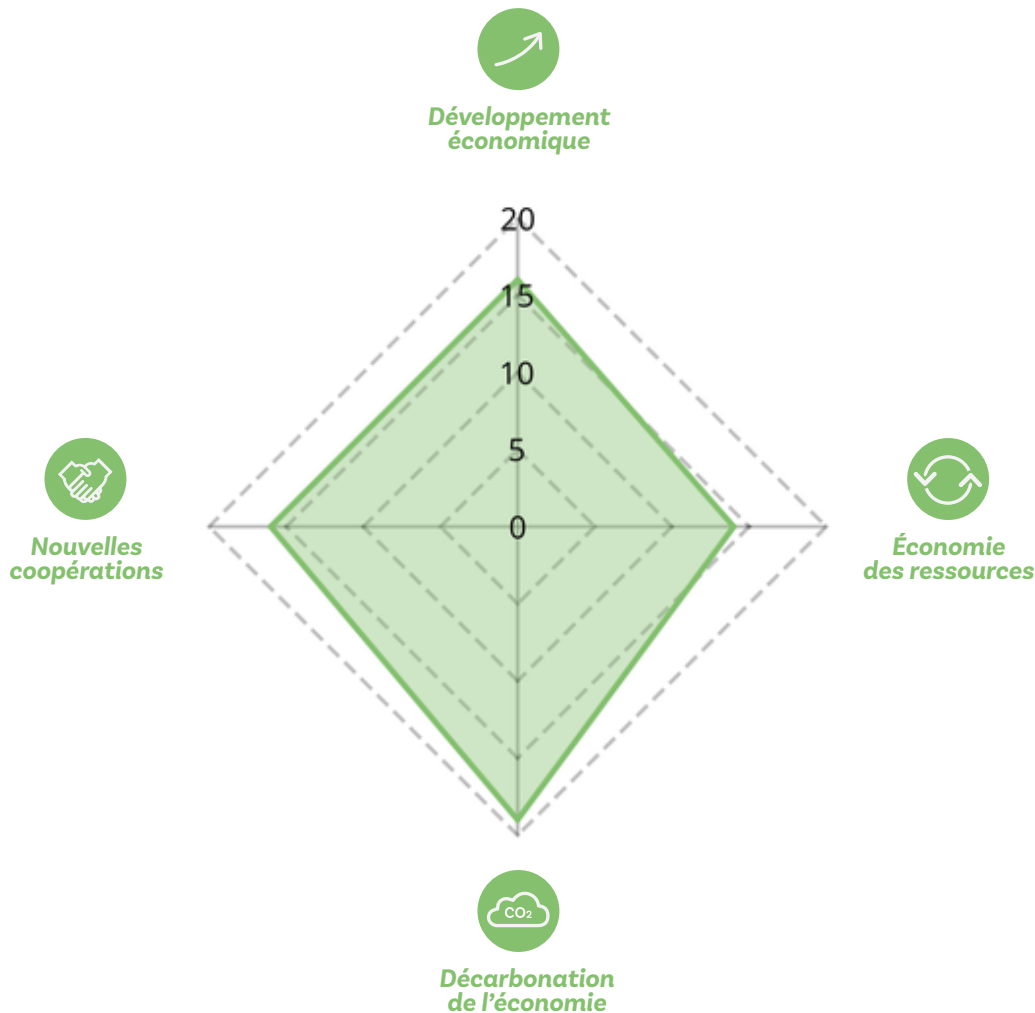 Développement
économique
20
15
10
5
0
Nouvelles
coopérations
Économie
des ressources
CO₂
Décarbonation
de l’économie